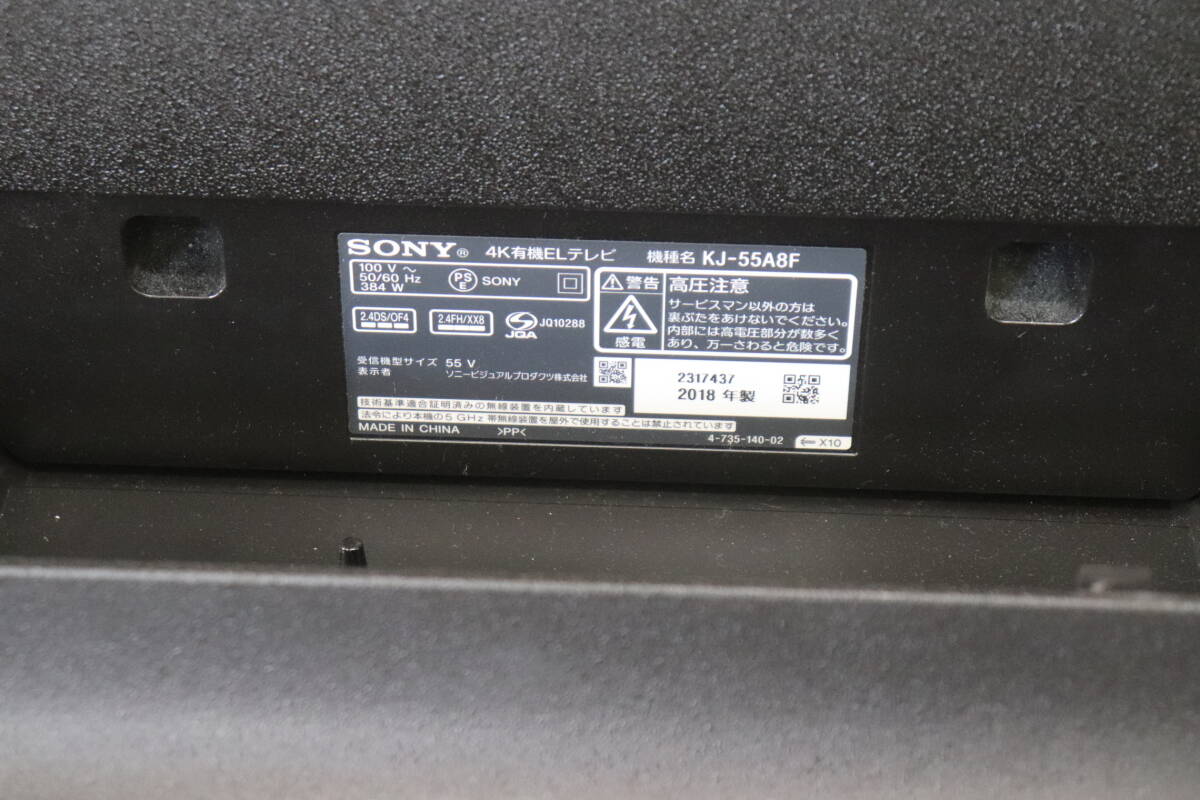 SONY® 4K有機ELテレビ 機種名 KJ-55A8F
100 V ～
50/60 Hz
384 W
PS
E
SONY
2.4DS/OF4
2.4FH/XX8
JQA
JQ10288
警告
感電
高圧注意
サービスマン以外の方は
裏ぶたをあけないでください。
内部には高電圧部分が数多く
あり、万一さわると危険です。
受信機型サイズ 55 V
表示者 ソニービジュアルプロダクツ株式会社
2317437
2018 年製
技術基準適合証明済みの無線装置を内蔵しています
法令により本機の5 GHz 帯無線装置を屋外で使用することは禁止されています
MADE IN CHINA >PP<
4-735-140-02
X10